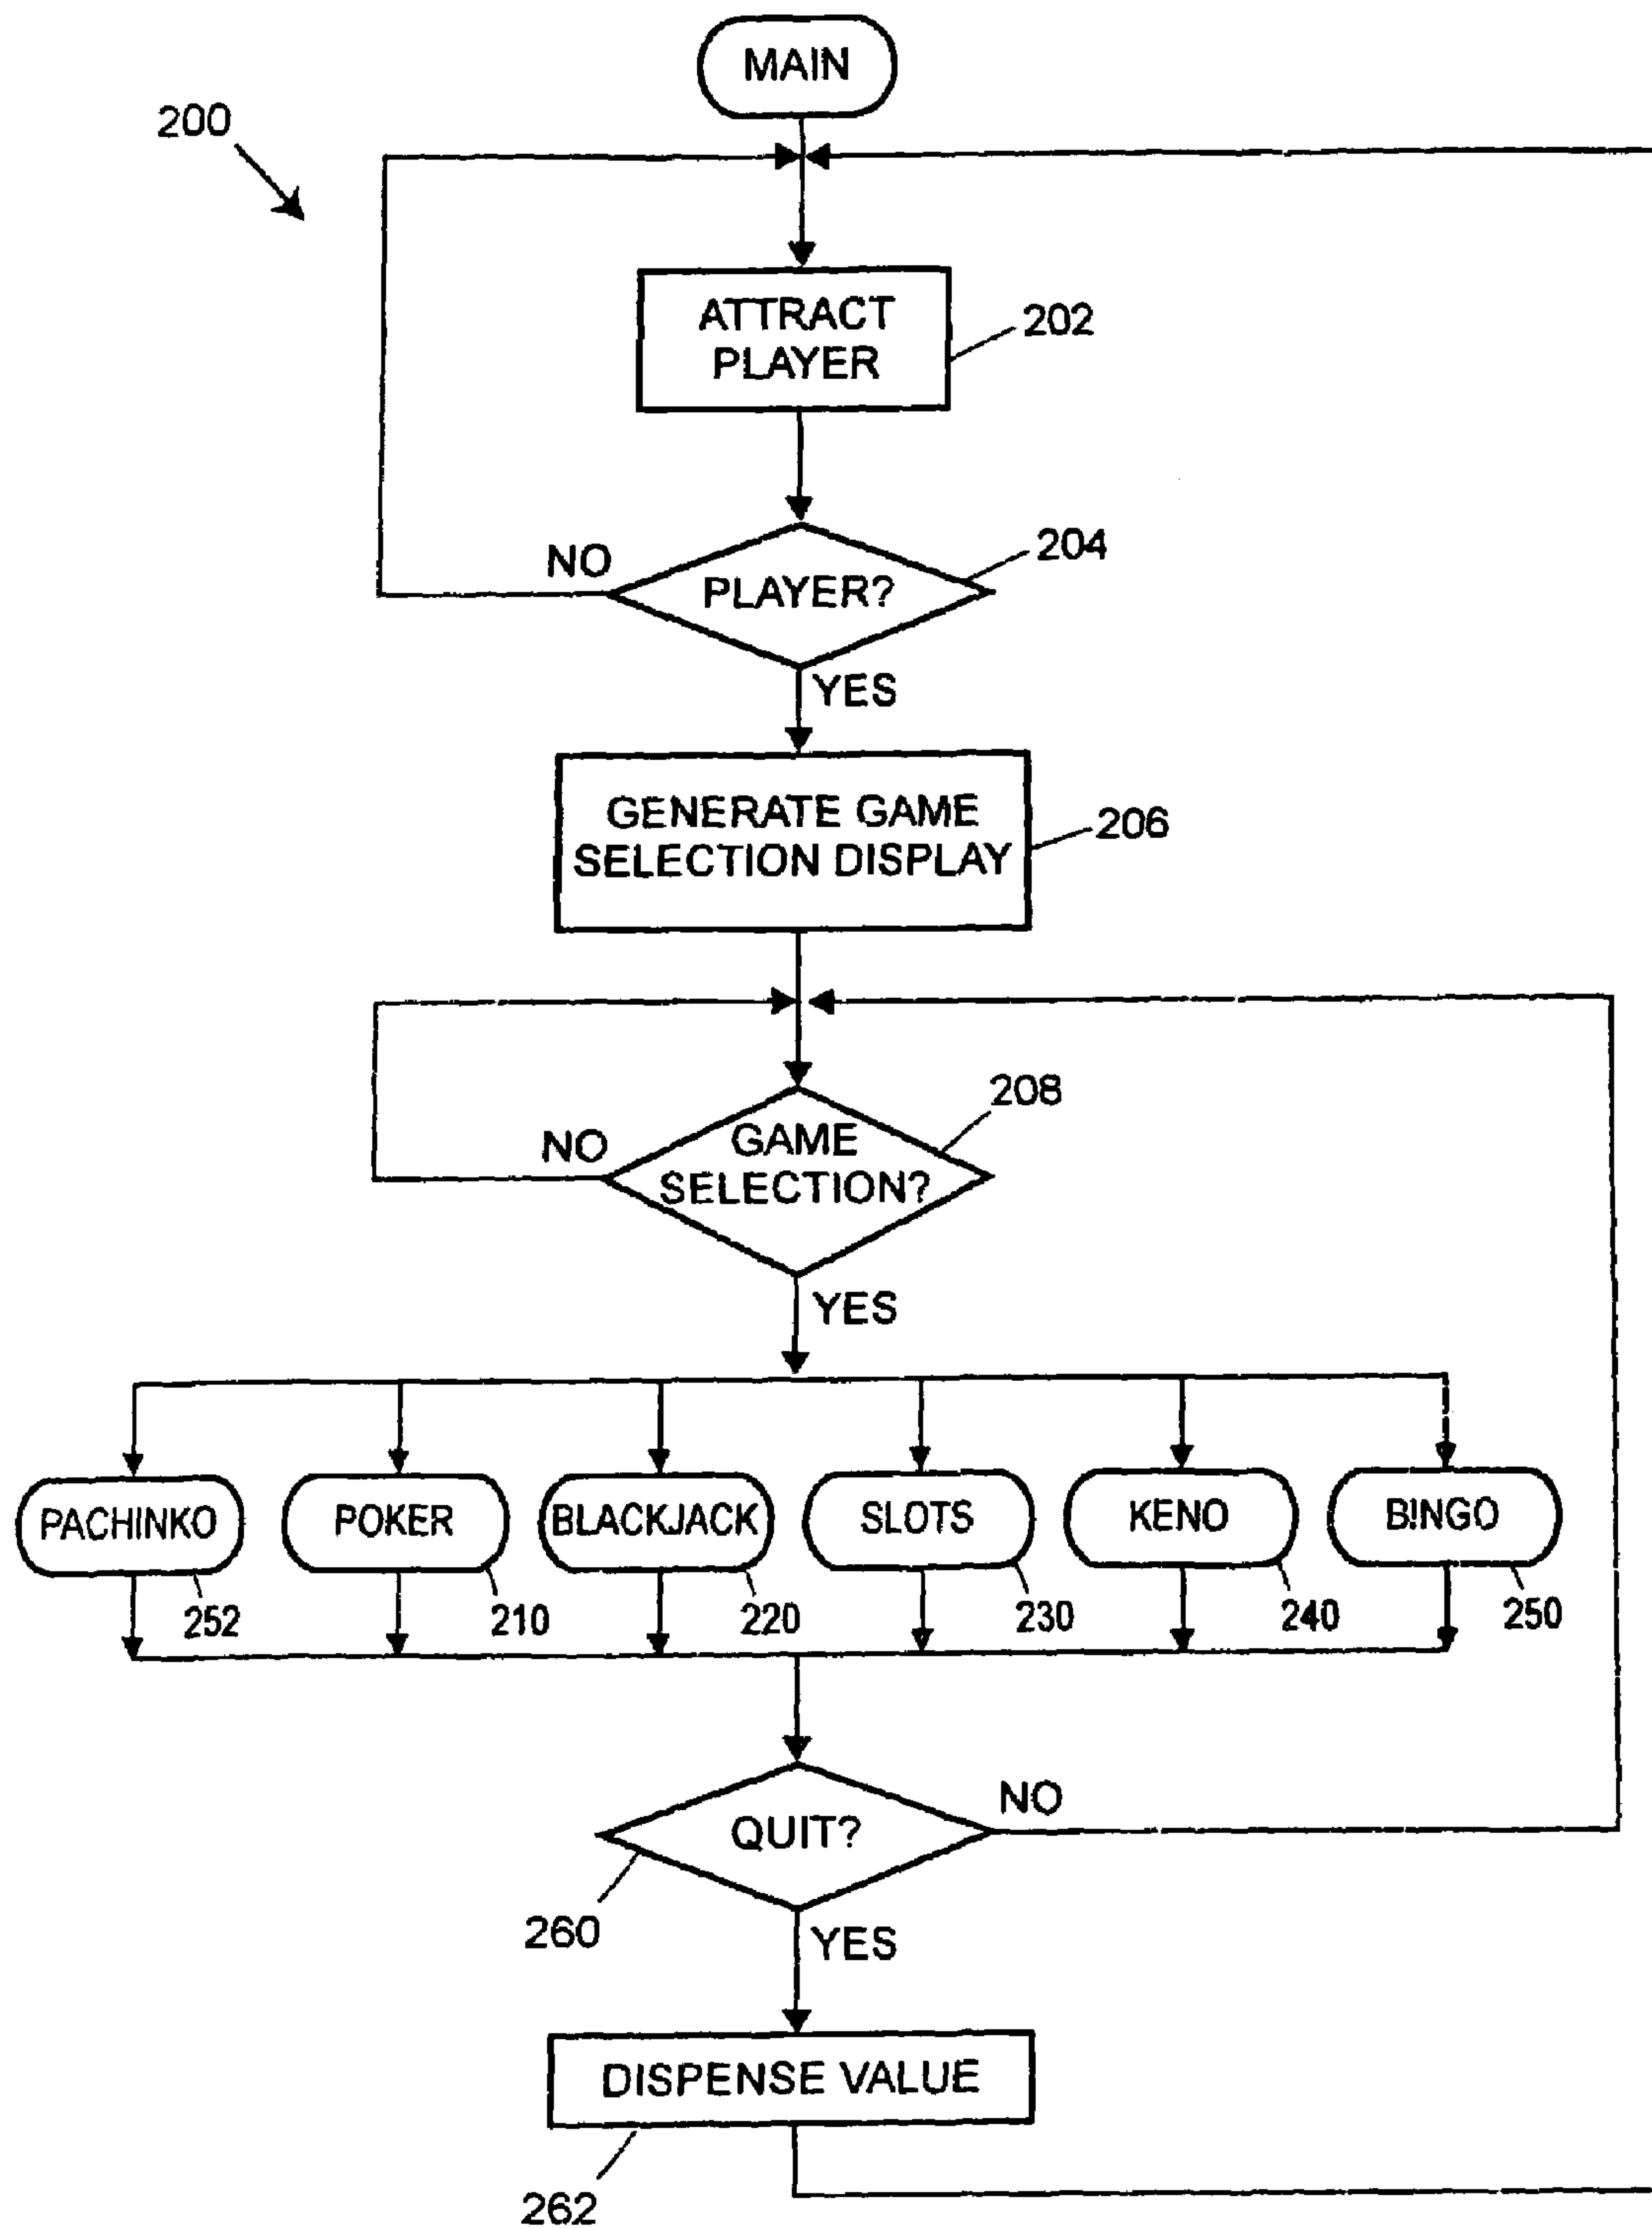 MAIN
200
ATTRACT
PLAYER
202
NO
PLAYER?
204
YES
GENERATE GAME
SELECTION DISPLAY
206
NO
GAME
SELECTION?
208
YES
PACHINKO
POKER
BLACKJACK
SLOTS
KENO
BINGO
252
210
220
230
240
250
QUIT?
NO
260
YES
DISPENSE VALUE
262